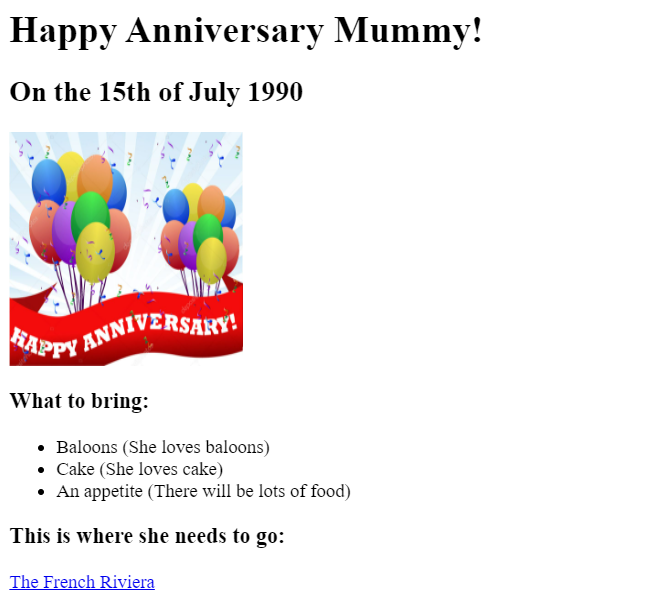 Happy Anniversary Mummy!
On the 15th of July 1990
HAPPY ANNIVERSARY!
What to bring:
Baloons (She loves baloons)
Cake (She loves cake)
An appetite (There will be lots of food)
This is where she needs to go:
The French Riviera